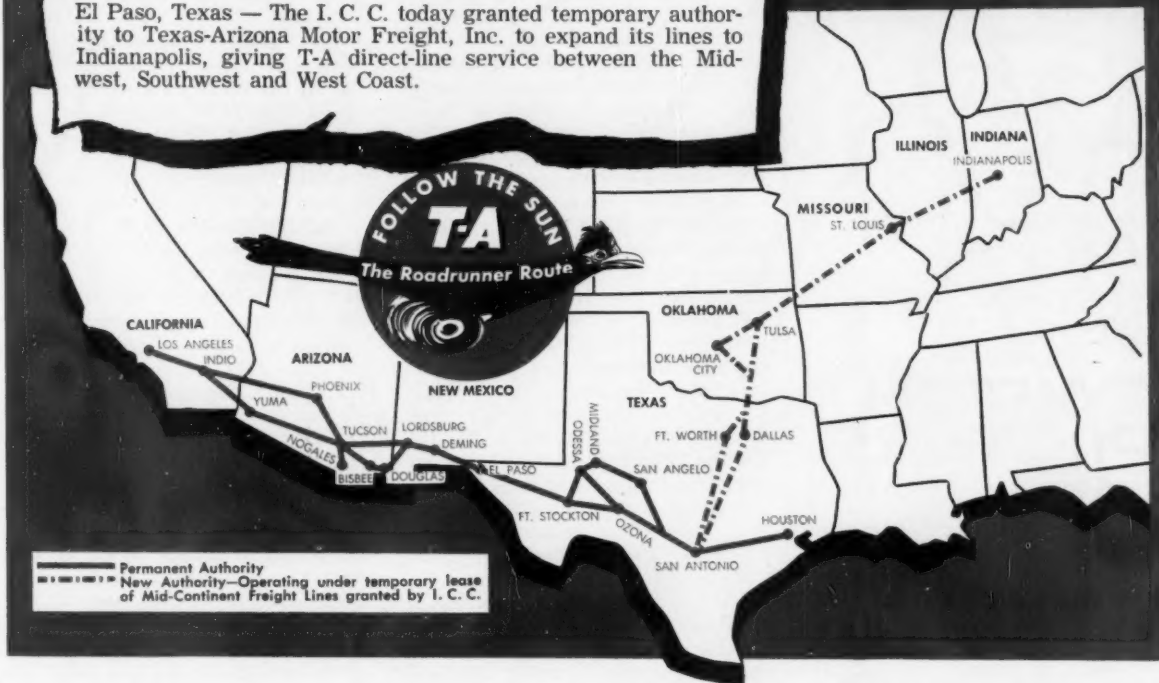 El Paso, Texas — The I. C. C. today granted temporary author-
ity to Texas-Arizona Motor Freight, Inc. to expand its lines to
Indianapolis, giving T-A direct-line service between the Mid-
west, Southwest and West Coast.
FOLLOW THE SUN
T-A
The Roadrunner Route
ILLINOIS
INDIANA
INDIANAPOLIS
MISSOURI
ST. LOUIS
OKLAHOMA
TULSA
OKLAHOMA
CITY
CALIFORNIA
LOS ANGELES
INDIO
ARIZONA
PHOENIX
NEW MEXICO
YUMA
TUCSON
LORDSBURG
NOGALES
DEMING
BISBEE
DOUGLAS
EL PASO
TEXAS
MIDLAND
ODESSA
FT. WORTH
DALLAS
SAN ANGELO
FT. STOCKTON
OZONA
HOUSTON
SAN ANTONIO
Permanent Authority
New Authority—Operating under temporary lease
of Mid-Continent Freight Lines granted by I. C. C.